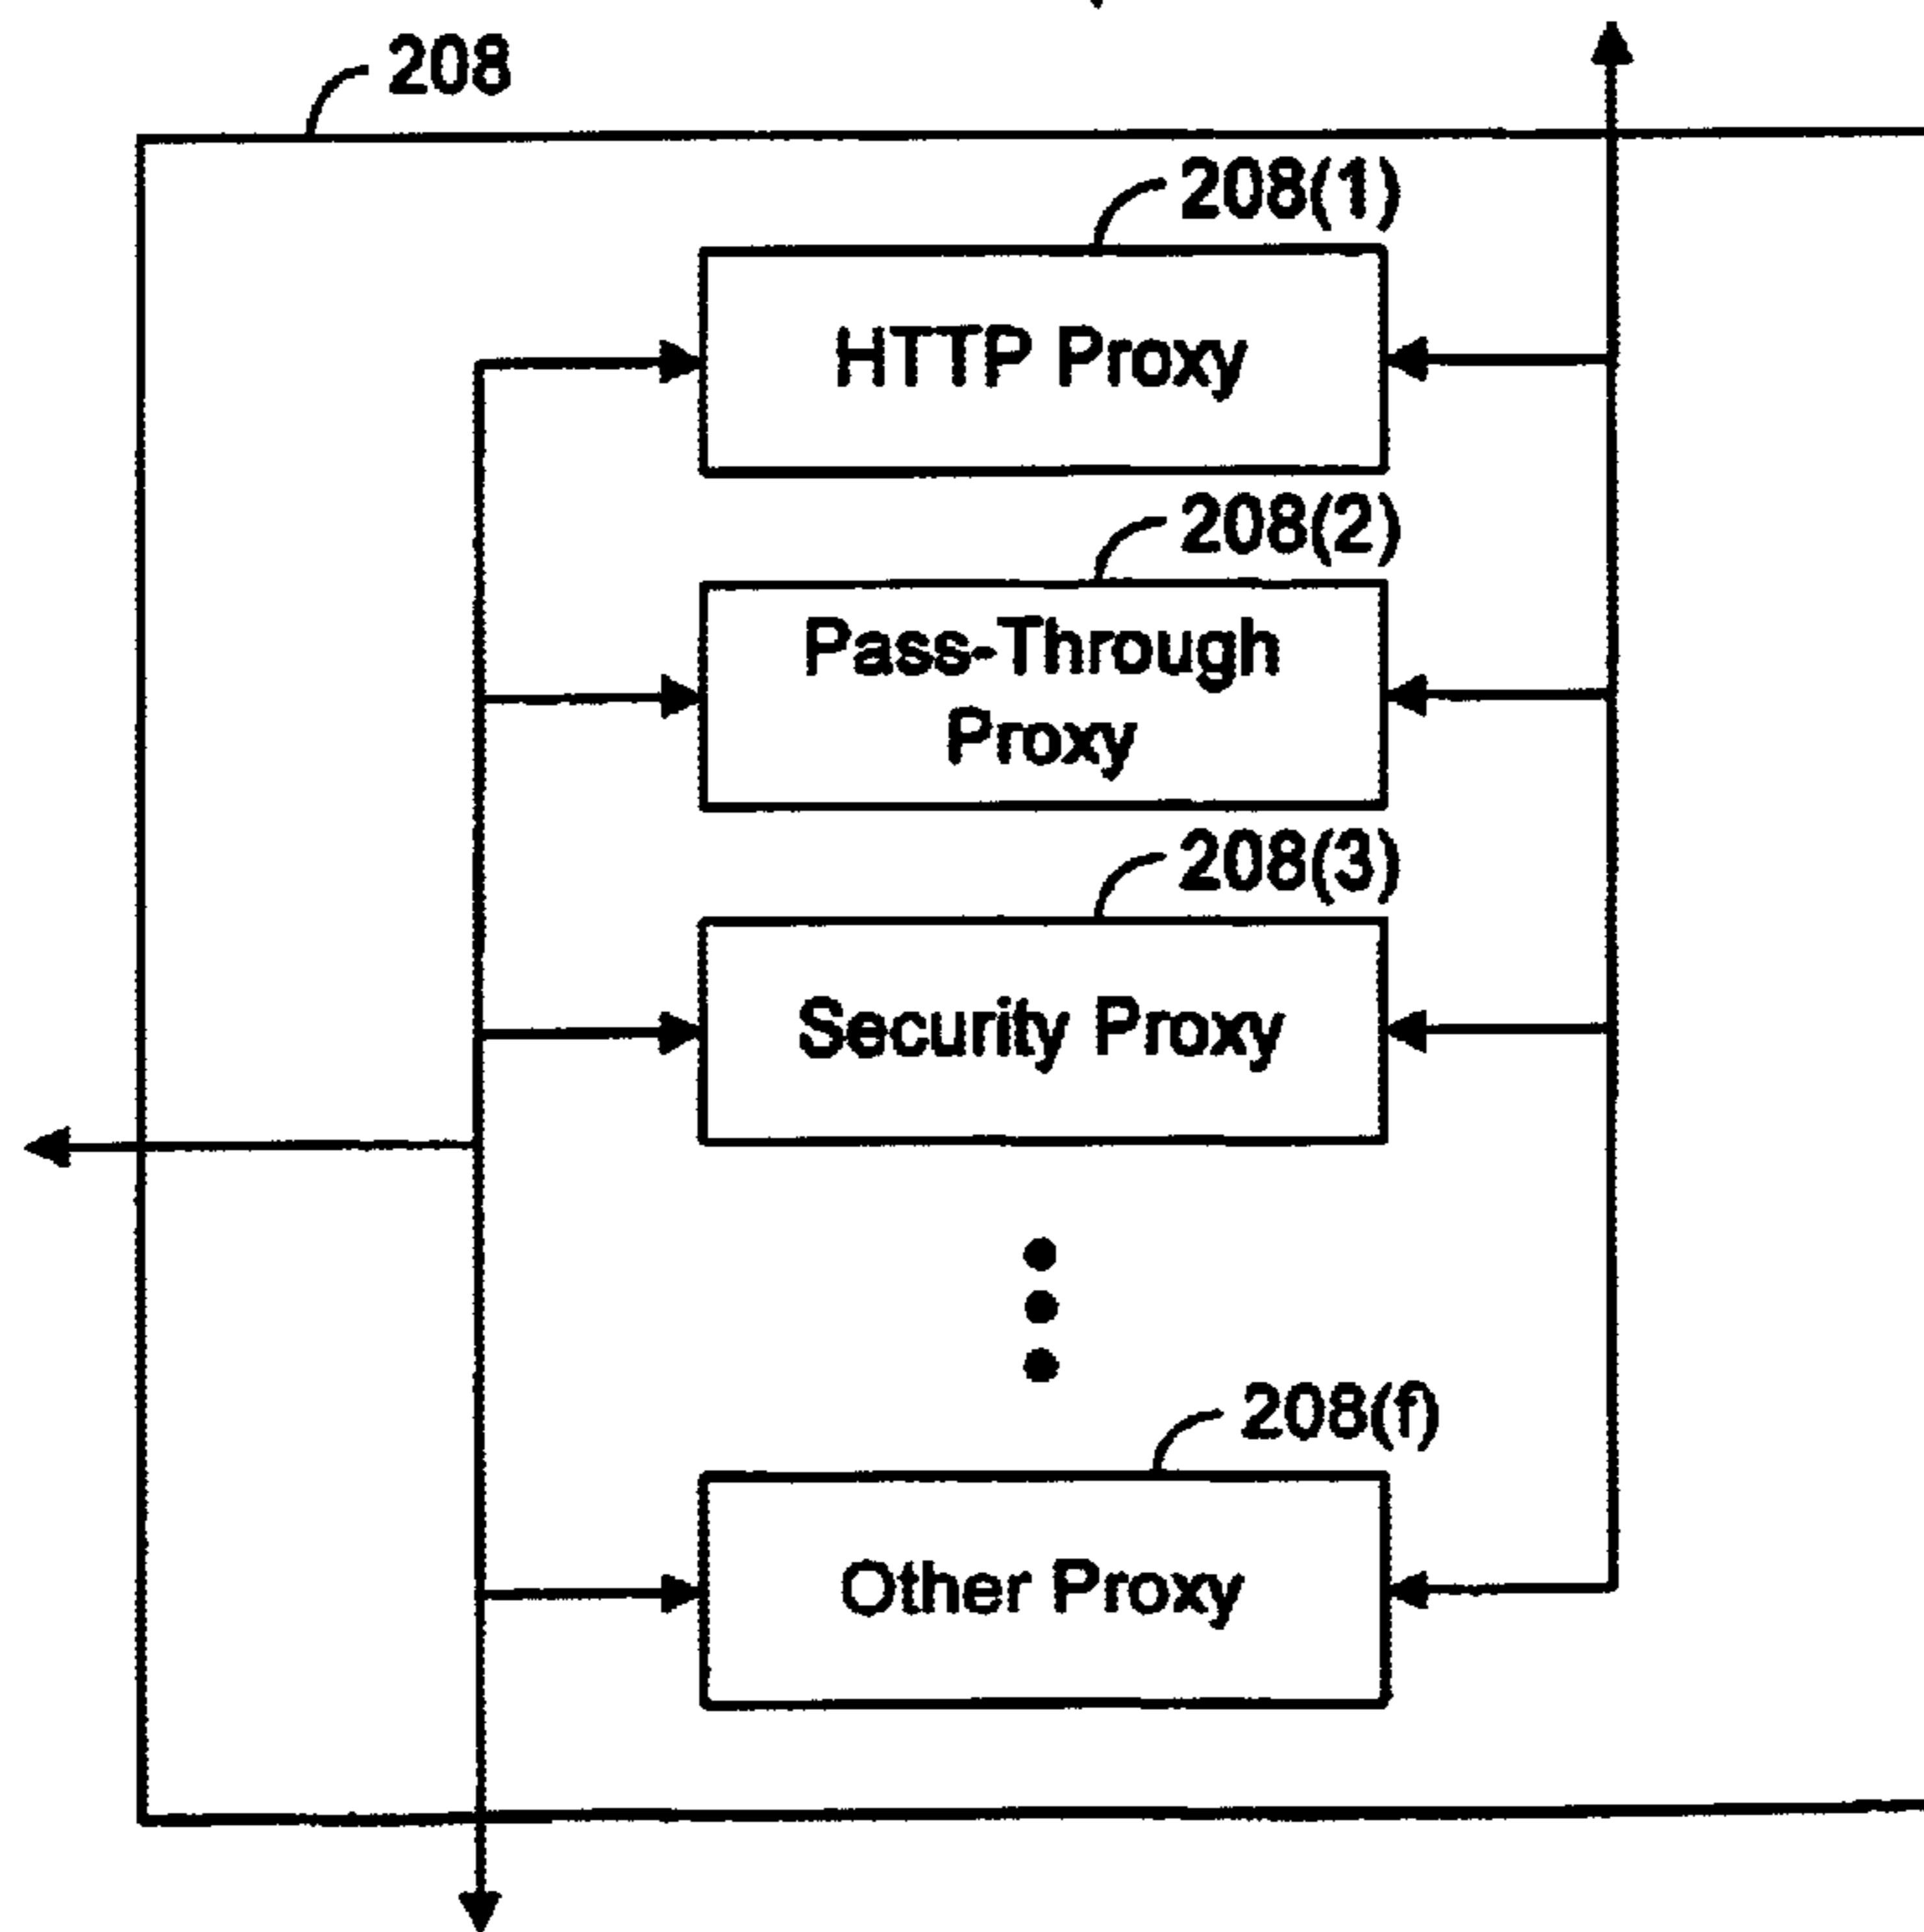 208
208(1)
HTTP Proxy
208(2)
Pass-Through
Proxy
208(3)
Security Proxy
208(f)
Other Proxy